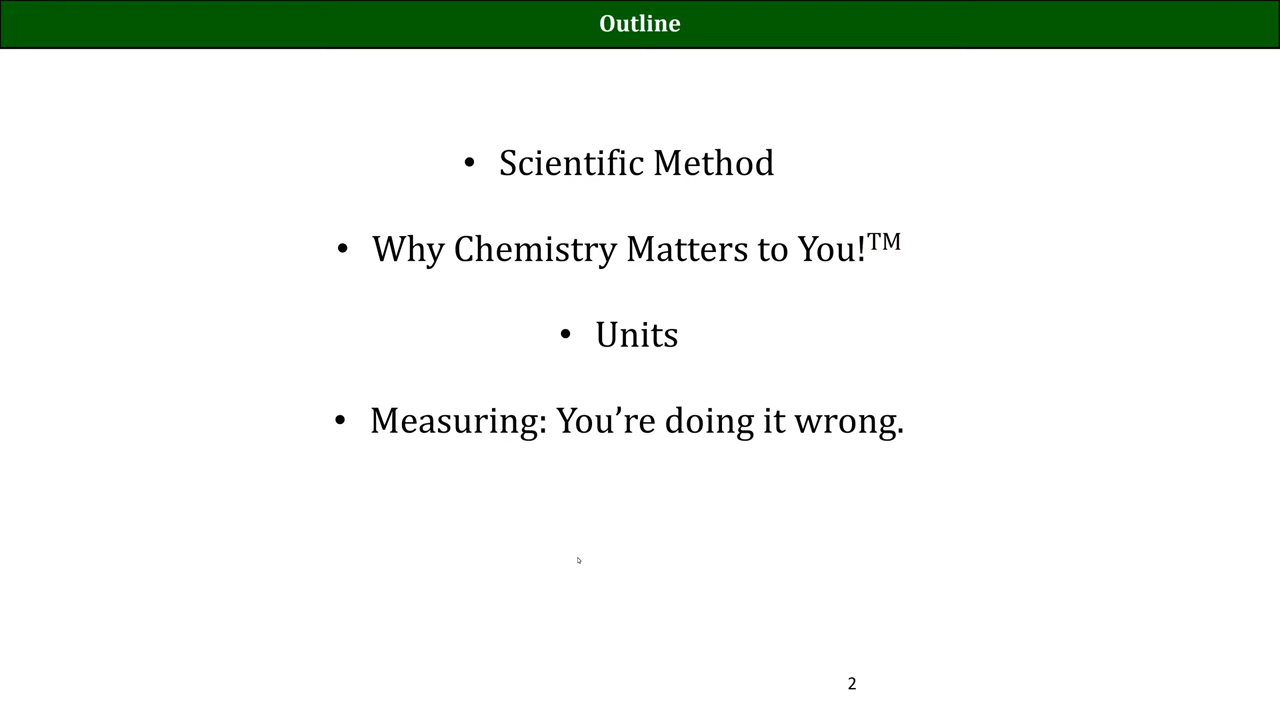 Outline
• Scientific Method
• Why Chemistry Matters to You!™
• Units
• Measuring: You’re doing it wrong.
2